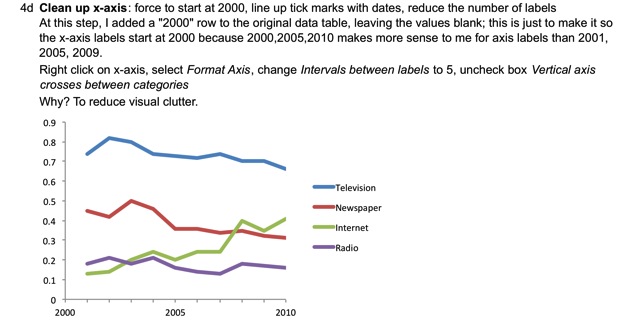 4d Clean up x-axis: force to start at 2000, line up tick marks with dates, reduce the number of labels
At this step, I added a "2000" row to the original data table, leaving the values blank; this is just to make it so
the x-axis labels start at 2000 because 2000,2005,2010 makes more sense to me for axis labels than 2001,
2005, 2009.
Right click on x-axis, select Format Axis, change Intervals between labels to 5, uncheck box Vertical axis
crosses between categories
Why? To reduce visual clutter.
0.9
0.8
0.7
0.6
0.5
0.4
0.3
0.2
0.1
0
2000 2005 2010
Television
Newspaper
Internet
Radio